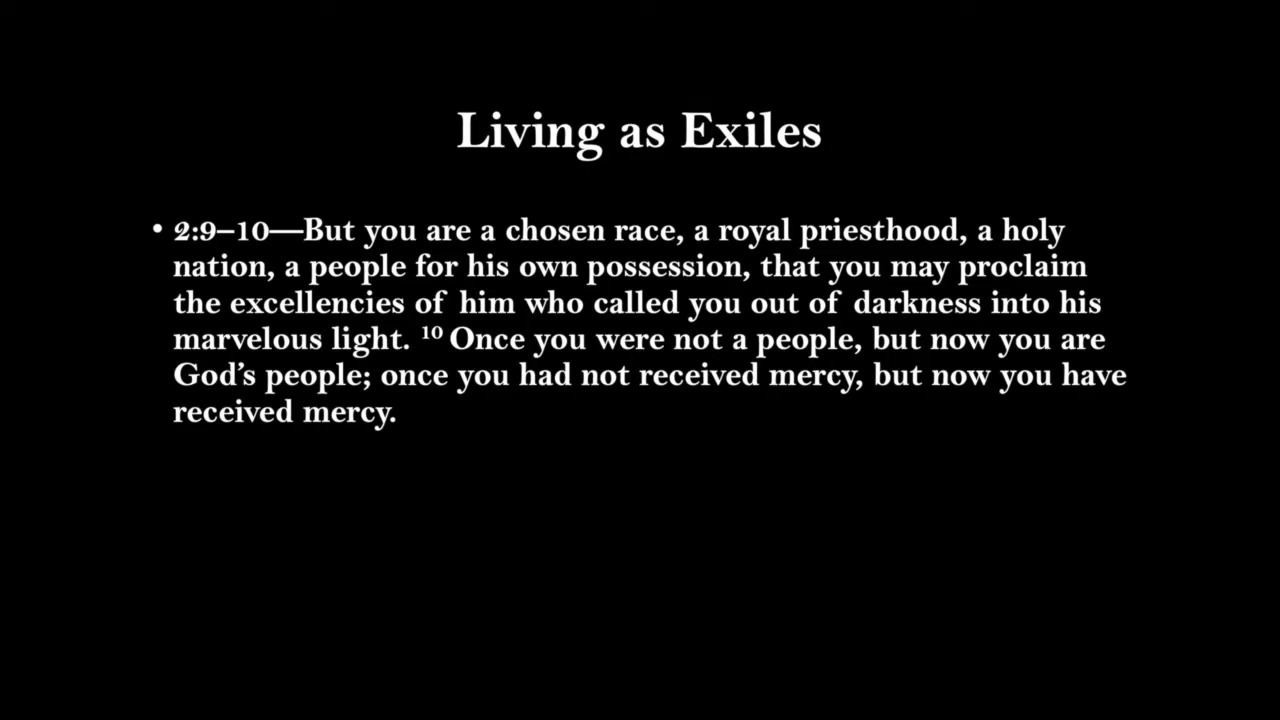 Living as Exiles
• 2:9–10—But you are a chosen race, a royal priesthood, a holy
nation, a people for his own possession, that you may proclaim
the excellencies of him who called you out of darkness into his
marvelous light. ¹⁰ Once you were not a people, but now you are
God’s people; once you had not received mercy, but now you have
received mercy.